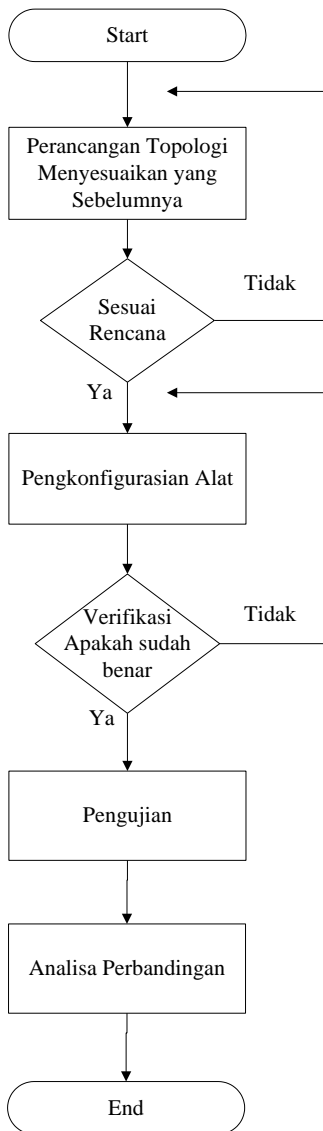 Start
Perancangan Topologi
Menyesuaikan yang
Sebelumnya
Sesuai
Rencana
Tidak
Ya
Pengkonfigurasian Alat
Verifikasi
Apakah sudah
benar
Tidak
Ya
Pengujian
Analisa Perbandingan
End